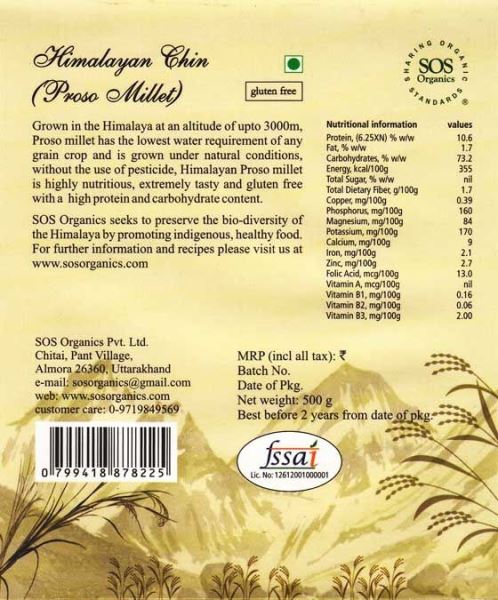 Himalayan Chin
(Proso Millet)
gluten free
SHARING ORGANIC
SOS
Organics
STANDARDS
®
Grown in the Himalaya at an altitude of upto 3000m,
Proso millet has the lowest water requirement of any
grain crop and is grown under natural conditions,
without the use of pesticide, Himalayan Proso millet
is highly nutritious, extremely tasty and gluten free
with a high protein and carbohydrate content.
SOS Organics seeks to preserve the bio-diversity of
the Himalaya by promoting indigenous, healthy food.
For further information and recipes please visit us at
www.sosorganics.com
Nutritional information values
Protein, (6.25XN) % w/w 10.6
Fat, % w/w 1.7
Carbohydrates, % w/w 73.2
Energy, kcal/100g 355
Total Sugar, % w/w nil
Total Dietary Fiber, g/100g 1.7
Copper, mg/100g 0.39
Phosphorus, mg/100g 160
Magnesium, mg/100g 84
Potassium, mg/100g 170
Calcium, mg/100g 9
Iron, mg/100g 2.1
Zinc, mg/100g 2.7
Folic Acid, mcg/100g 13.0
Vitamin A, mcg/100g nil
Vitamin B1, mg/100g 0.16
Vitamin B2, mg/100g 0.06
Vitamin B3, mg/100g 2.00
SOS Organics Pvt. Ltd.
Chitai, Pant Village,
Almora 26360, Uttarakhand
e-mail: sosorganics@gmail.com
web: www.sosorganics.com
customer care: 0-9719849569
MRP (incl all tax): ₹
Batch No.
Date of Pkg.
Net weight: 500 g
Best before 2 years from date of pkg.
0 799418 878225
fssai
Lic. No: 12612001000001